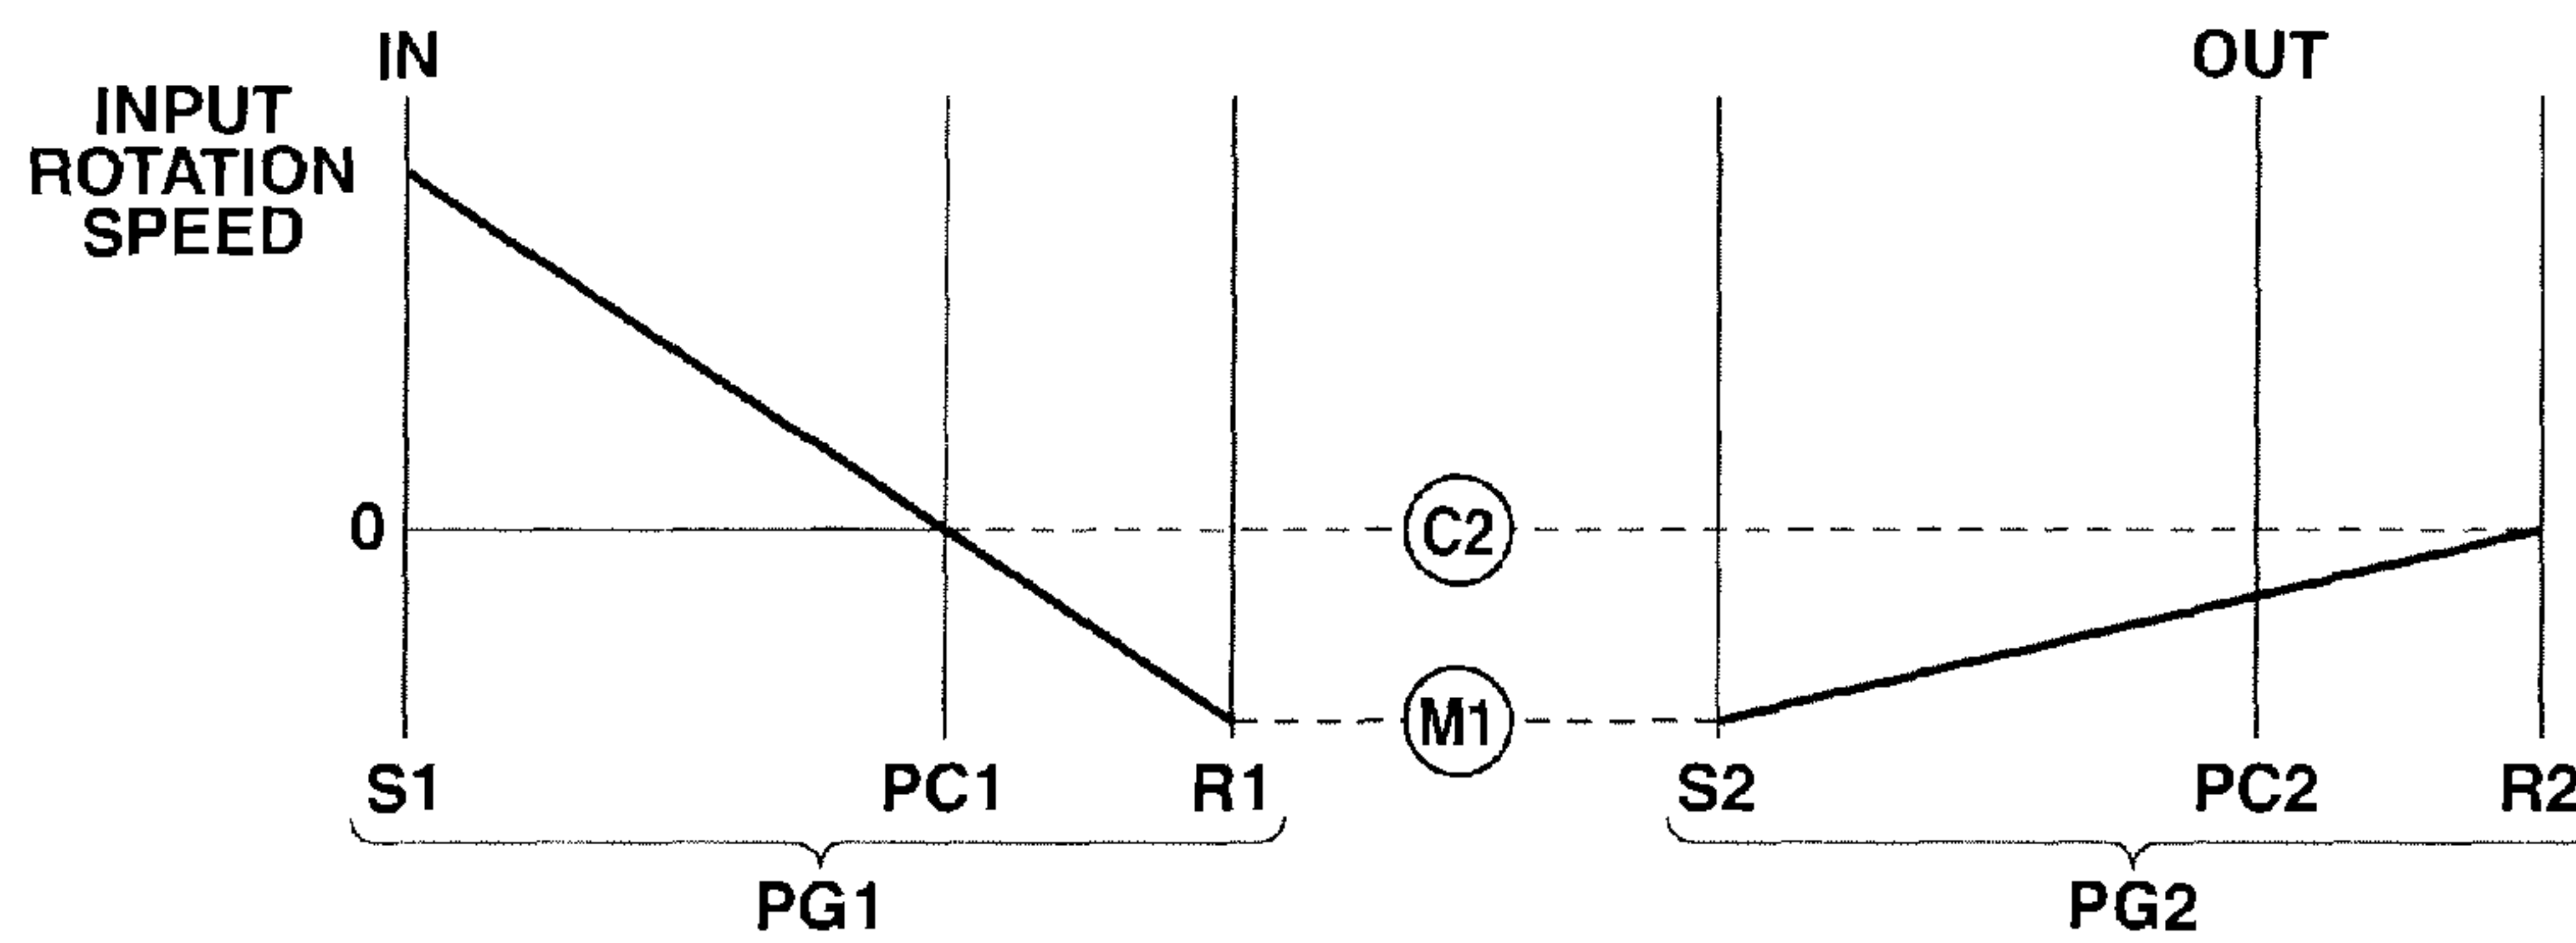 IN
OUT
INPUT
ROTATION
SPEED
0
C2
M1
S1
PC1
R1
S2
PC2
R2
PG1
PG2